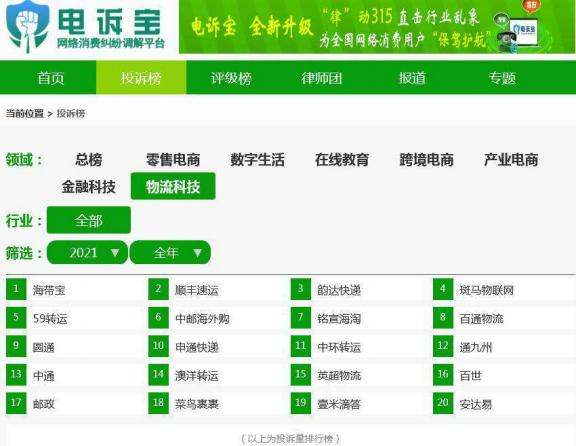 电诉宝
网络消费纠纷调解平台
电诉宝 全新升级 "律"动315 直击行业乱象
为全国网络消费用户 "保驾护航"
首页 投诉榜 评级榜 律师团 报道 专题
当前位置 > 投诉榜
领域： 总榜 零售电商 数字生活 在线教育 跨境电商 产业电商
金融科技 物流科技
行业： 全部
筛选： 2021 全年
1 海带宝 2 顺丰速运 3 韵达快递 4 斑马物联网
5 59转运 6 中邮海外购 7 铭宣海淘 8 百通物流
9 圆通 10 申通快递 11 中环转运 12 通九州
13 中通 14 澳洋转运 15 英超物流 16 百世
17 邮政 18 菜鸟裹裹 19 壹米滴答 20 安达易
（以上为投诉量排行榜）